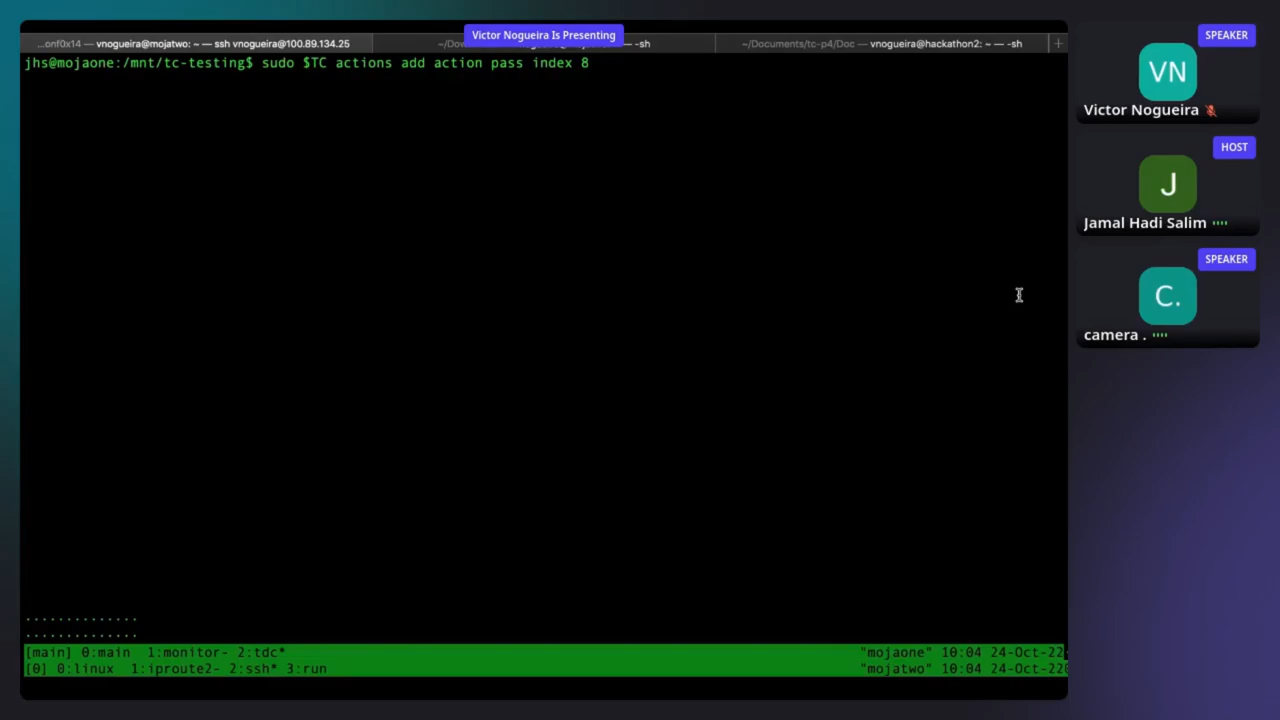 Victor Nogueira Is Presenting
...onf0x14 — vnogueira@mojatwo: ~ — ssh vnogueira@100.89.134.25
~/Dow
— -sh
~/Documents/tc-p4/Doc — vnogueira@hackathon2: ~ — -sh
+
jhs@mojaone:/mnt/tc-testing$ sudo $TC actions add action pass index 8
..............
..............
[main] 0:main 1:monitor- 2:tdc* "mojaone" 10:04 24-Oct-22
[0] 0:linux 1:iproute2- 2:ssh* 3:run "mojatwo" 10:04 24-Oct-22
SPEAKER
VN
Victor Nogueira
HOST
J
Jamal Hadi Salim
SPEAKER
C.
camera .